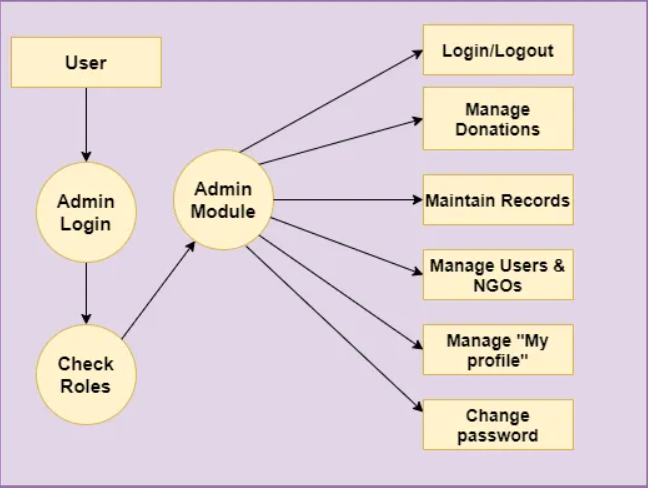 User
Admin
Login
Check
Roles
Admin
Module
Login/Logout
Manage
Donations
Maintain Records
Manage Users &
NGOs
Manage "My
profile"
Change
password